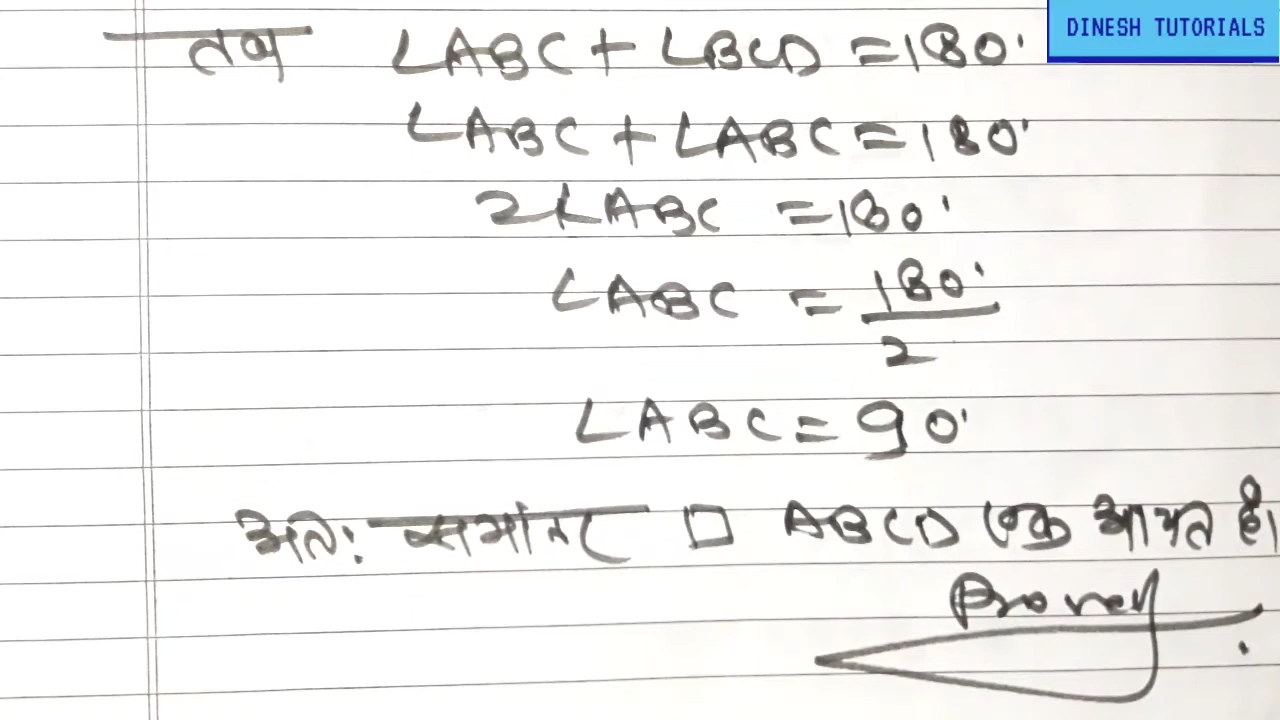 DINESH TUTORIALS
तब ∠ABC + ∠BCD = 180°
∠ABC + ∠ABC = 180°
2∠ABC = 180°
∠ABC = 180° / 2
∠ABC = 90°
अतः समांतर □ ABCD एक आयत है।
Proved